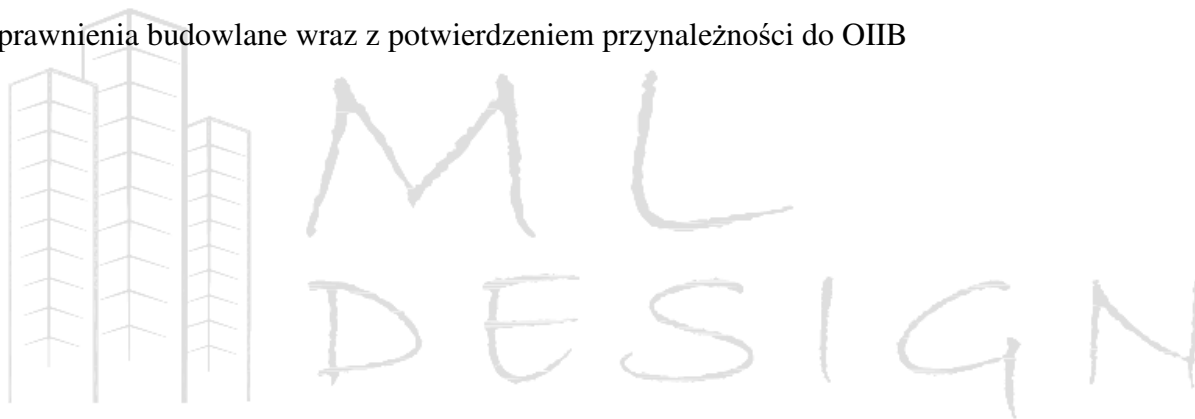 prawnienia budowlane wraz z potwierdzeniem przynależności do OIIB
ML
DESIGN